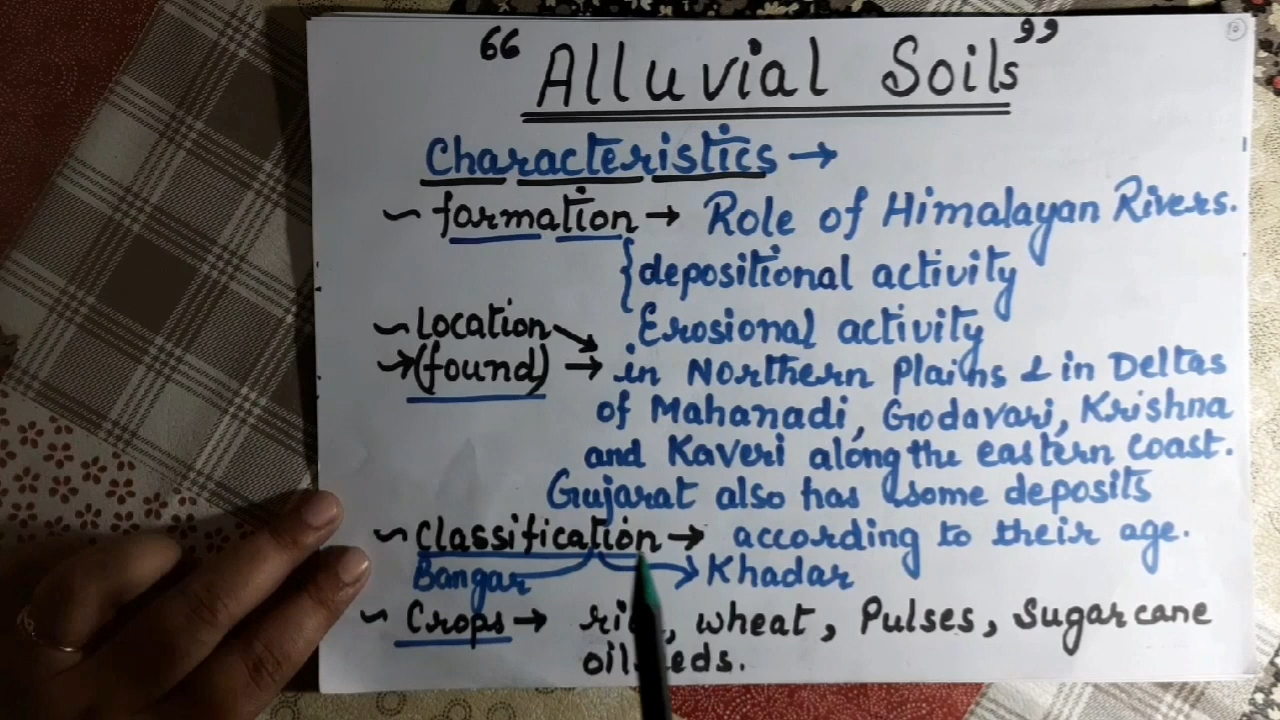 “Alluvial Soils”
Characteristics →
~ formation → Role of Himalayan Rivers.
{depositional activity
Erosional activity
~ Location
→ (found) → in Northern Plains & in Deltas
of Mahanadi, Godavari, Krishna
and Kaveri along the eastern coast.
Gujarat also has some deposits
~ Classification → according to their age.
Bangar Khadar
~ Crops → wheat, Pulses, Sugarcane